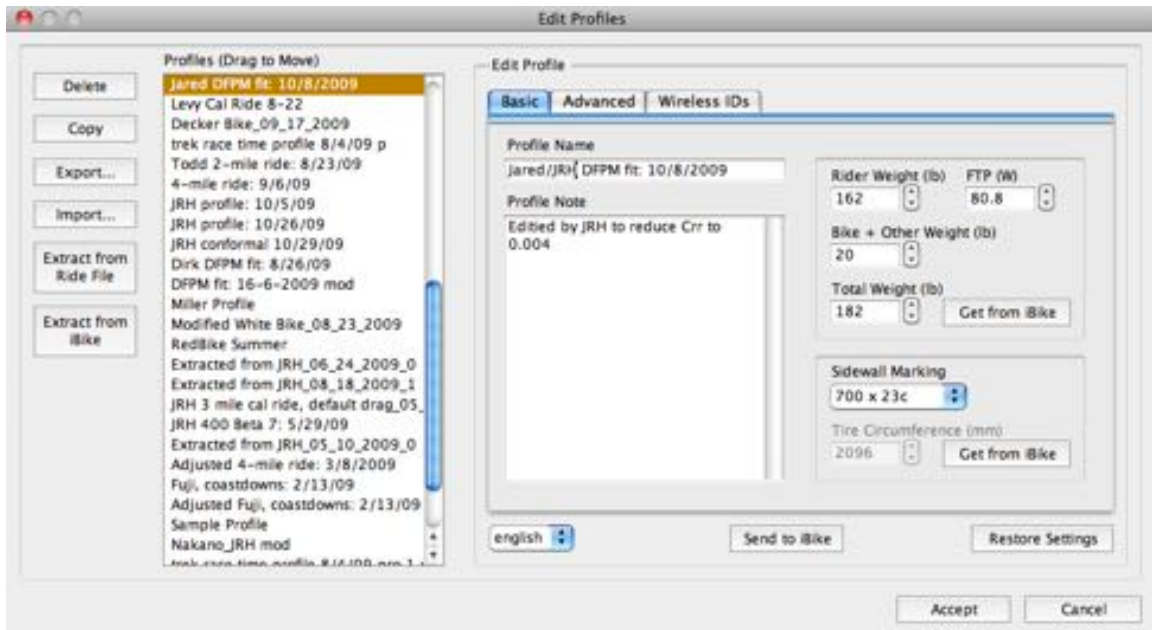 Edit Profiles
Delete
Copy
Export...
Import...
Extract from
Ride File
Extract from
iBike
Profiles (Drag to Move)
Jared DFPM fit: 10/8/2009
Levy Cal Ride 8-22
Decker Bike_09_17_2009
trek race time profile 8/4/09 p
Todd 2-mile ride: 8/23/09
4-mile ride: 9/6/09
JRH profile: 10/5/09
JRH profile: 10/26/09
JRH conformal 10/29/09
Dirk DFPM fit: 8/26/09
DFPM fit: 16-6-2009 mod
Miller Profile
Modified White Bike_08_23_2009
RedBike Summer
Extracted from JRH_06_24_2009_0
Extracted from JRH_08_18_2009_1
JRH 3 mile cal ride, default drag_05_
JRH 400 Beta 7: 5/29/09
Extracted from JRH_05_10_2009_0
Adjusted 4-mile ride: 3/8/2009
Fuji, coastdowns: 2/13/09
Adjusted Fuji, coastdowns: 2/13/09
Sample Profile
Nakano_JRH mod
trek race time profile 8/4/09 pro 1
Edit Profile
Basic
Advanced
Wireless IDs
Profile Name
Jared/JRH DFPM fit: 10/8/2009
Profile Note
Editied by JRH to reduce Crr to
0.004
Rider Weight (lb)
FTP (W)
162
80.8
Bike + Other Weight (lb)
20
Total Weight (lb)
182
Get from iBike
Sidewall Marking
700 x 23c
Tire Circumference (mm)
2096
Get from iBike
english
Send to iBike
Restore Settings
Accept
Cancel